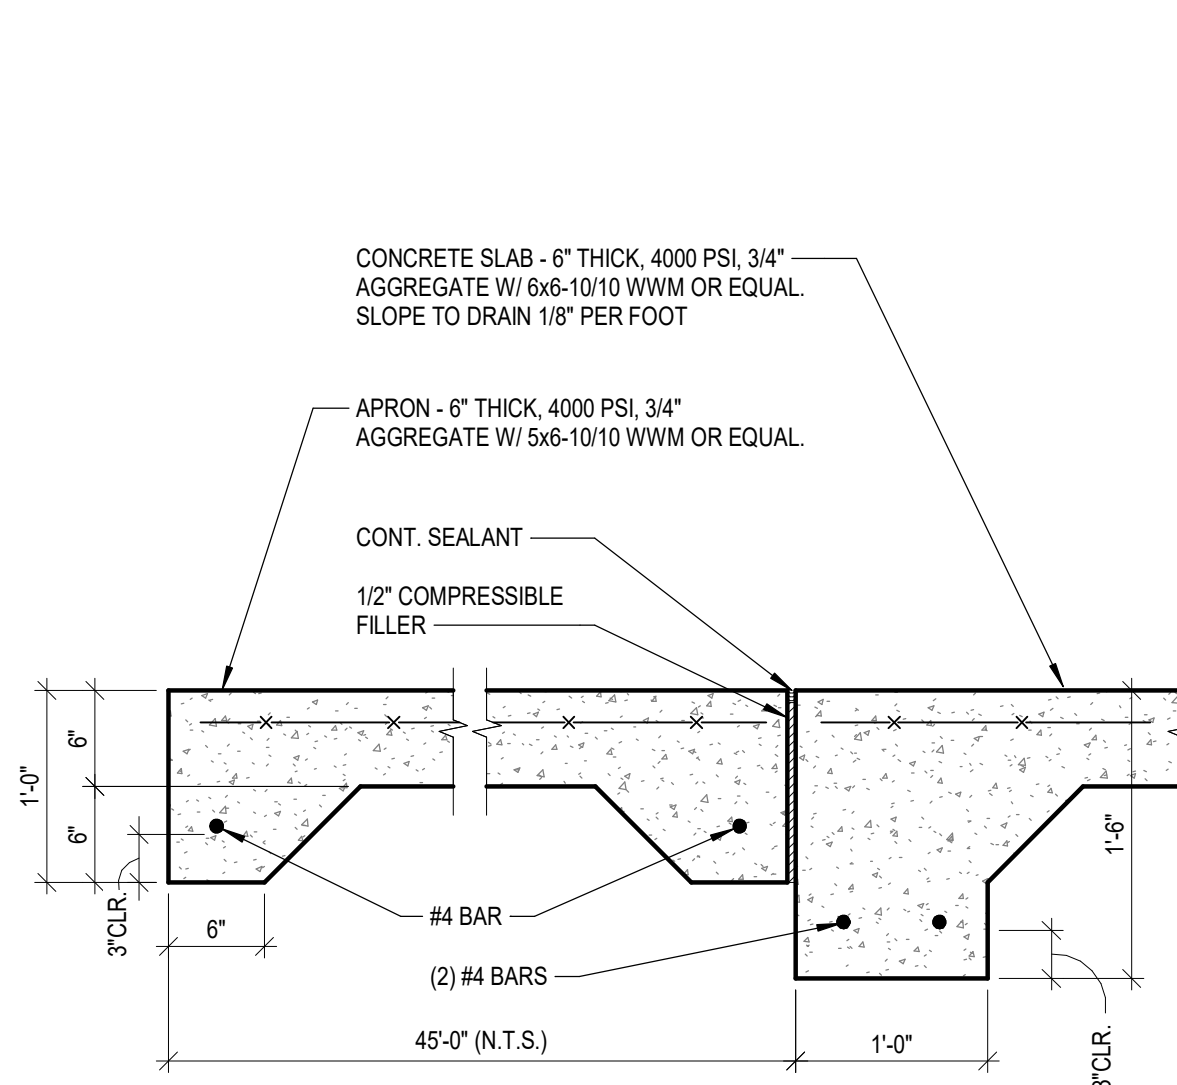 CONCRETE SLAB - 6" THICK, 4000 PSI, 3/4"
AGGREGATE W/ 6x6-10/10 WWM OR EQUAL.
SLOPE TO DRAIN 1/8" PER FOOT
APRON - 6" THICK, 4000 PSI, 3/4"
AGGREGATE W/ 5x6-10/10 WWM OR EQUAL.
CONT. SEALANT
1/2" COMPRESSIBLE
FILLER
1'-0"
6"
6"
3"CLR.
6"
#4 BAR
(2) #4 BARS
45'-0" (N.T.S.)
1'-0"
1'-6"
3"CLR.